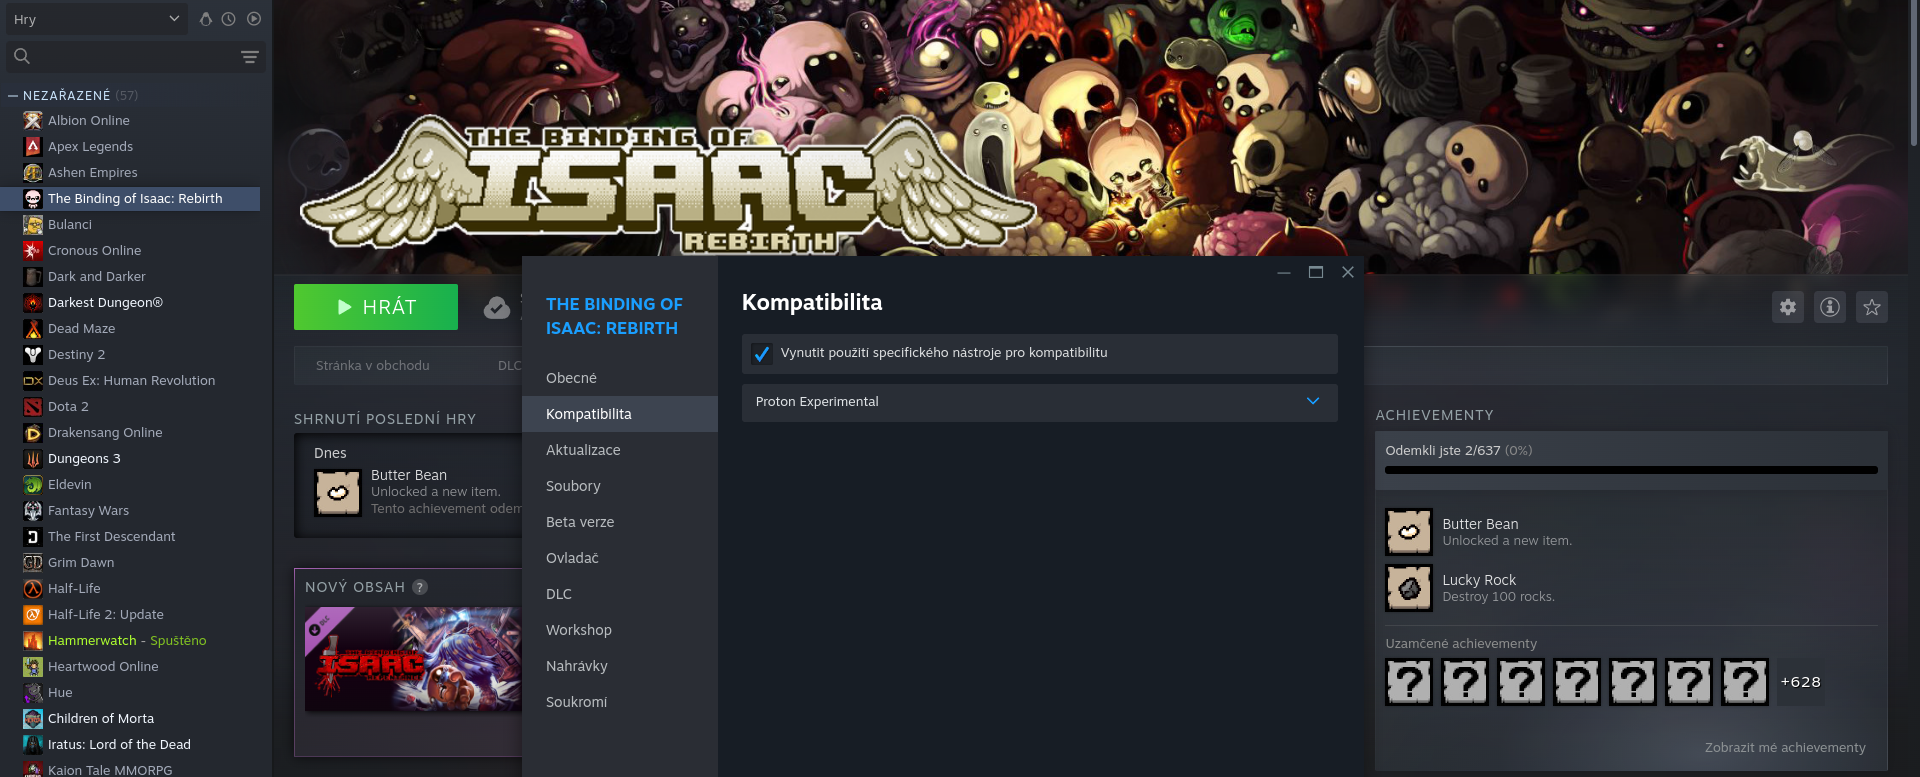 Hry
NEZAŘAZENÉ (57)
Albion Online
Apex Legends
Ashen Empires
The Binding of Isaac: Rebirth
Bulanci
Cronous Online
Dark and Darker
Darkest Dungeon®
Dead Maze
Destiny 2
Deus Ex: Human Revolution
Dota 2
Drakensang Online
Dungeons 3
Eldevin
Fantasy Wars
The First Descendant
Grim Dawn
Half-Life
Half-Life 2: Update
Hammerwatch - Spuštěno
Heartwood Online
Hue
Children of Morta
Iratus: Lord of the Dead
Kaion Tale MMORPG
THE BINDING OF
ISAAC
REBIRTH
HRÁT
Stránka v obchodu
DLC
SHRNUTÍ POSLEDNÍ HRY
Dnes
Butter Bean
Unlocked a new item.
Tento achievement odem
NOVÝ OBSAH ?
DLC
ISAAC
THE BINDING OF
ISAAC: REBIRTH
Obecné
Kompatibilita
Aktualizace
Soubory
Beta verze
Ovladač
DLC
Workshop
Nahrávky
Soukromí
Kompatibilita
Vynutit použití specifického nástroje pro kompatibilitu
Proton Experimental
ACHIEVEMENTY
Odemkli jste 2/637 (0%)
Butter Bean
Unlocked a new item.
Lucky Rock
Destroy 100 rocks.
Uzamčené achievementy
? ? ? ? ? ? ? +628
Zobrazit mé achievementy